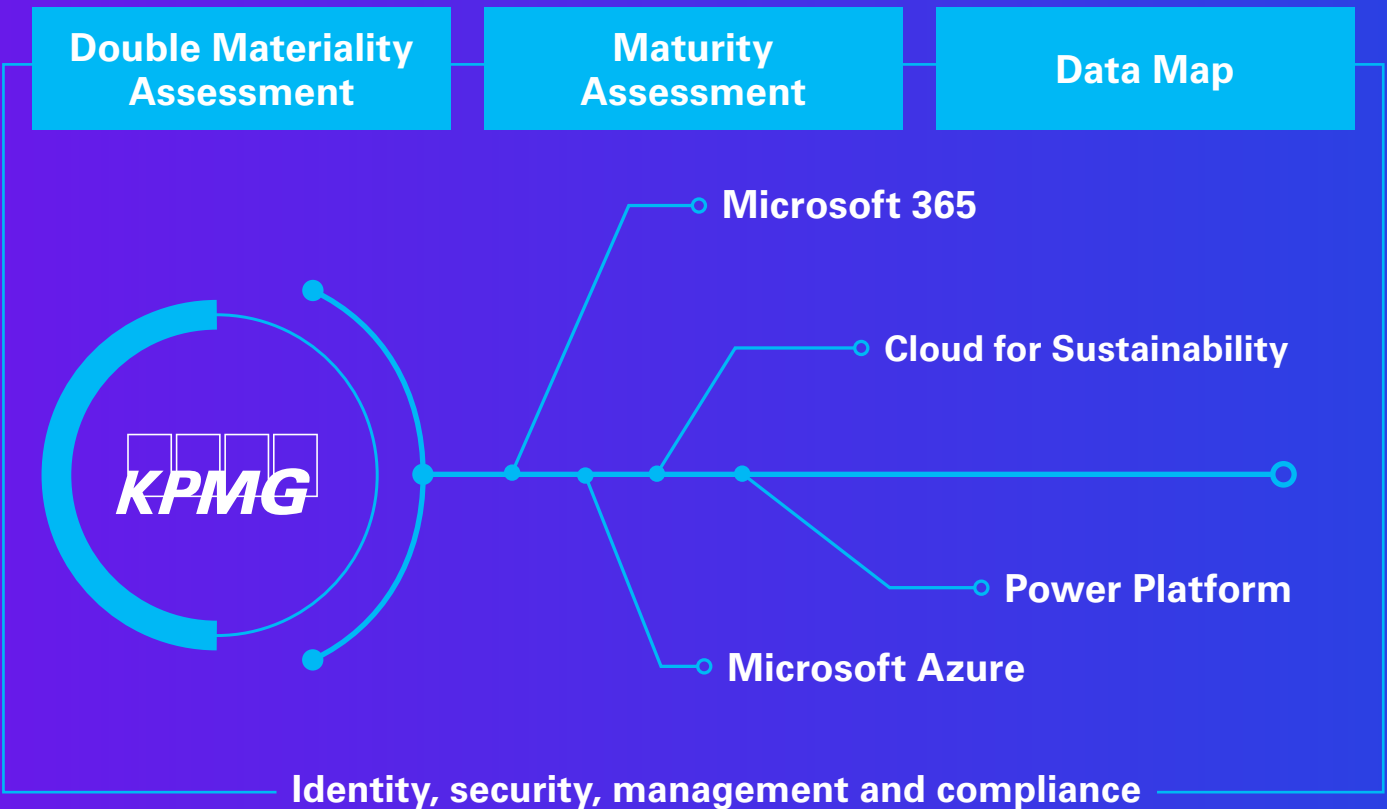 Double Materiality
Assessment
Maturity
Assessment
Data Map
Microsoft 365
Cloud for Sustainability
KPMG
Power Platform
Microsoft Azure
Identity, security, management and compliance